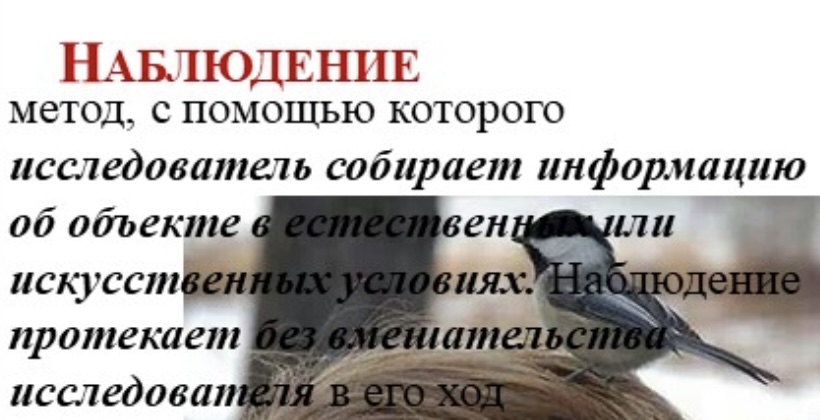 НАБЛЮДЕНИЕ
метод, с помощью которого
исследователь собирает информацию
об объекте в естественных или
искусственных условиях. Наблюдение
протекает без вмешательства
исследователя в его ход